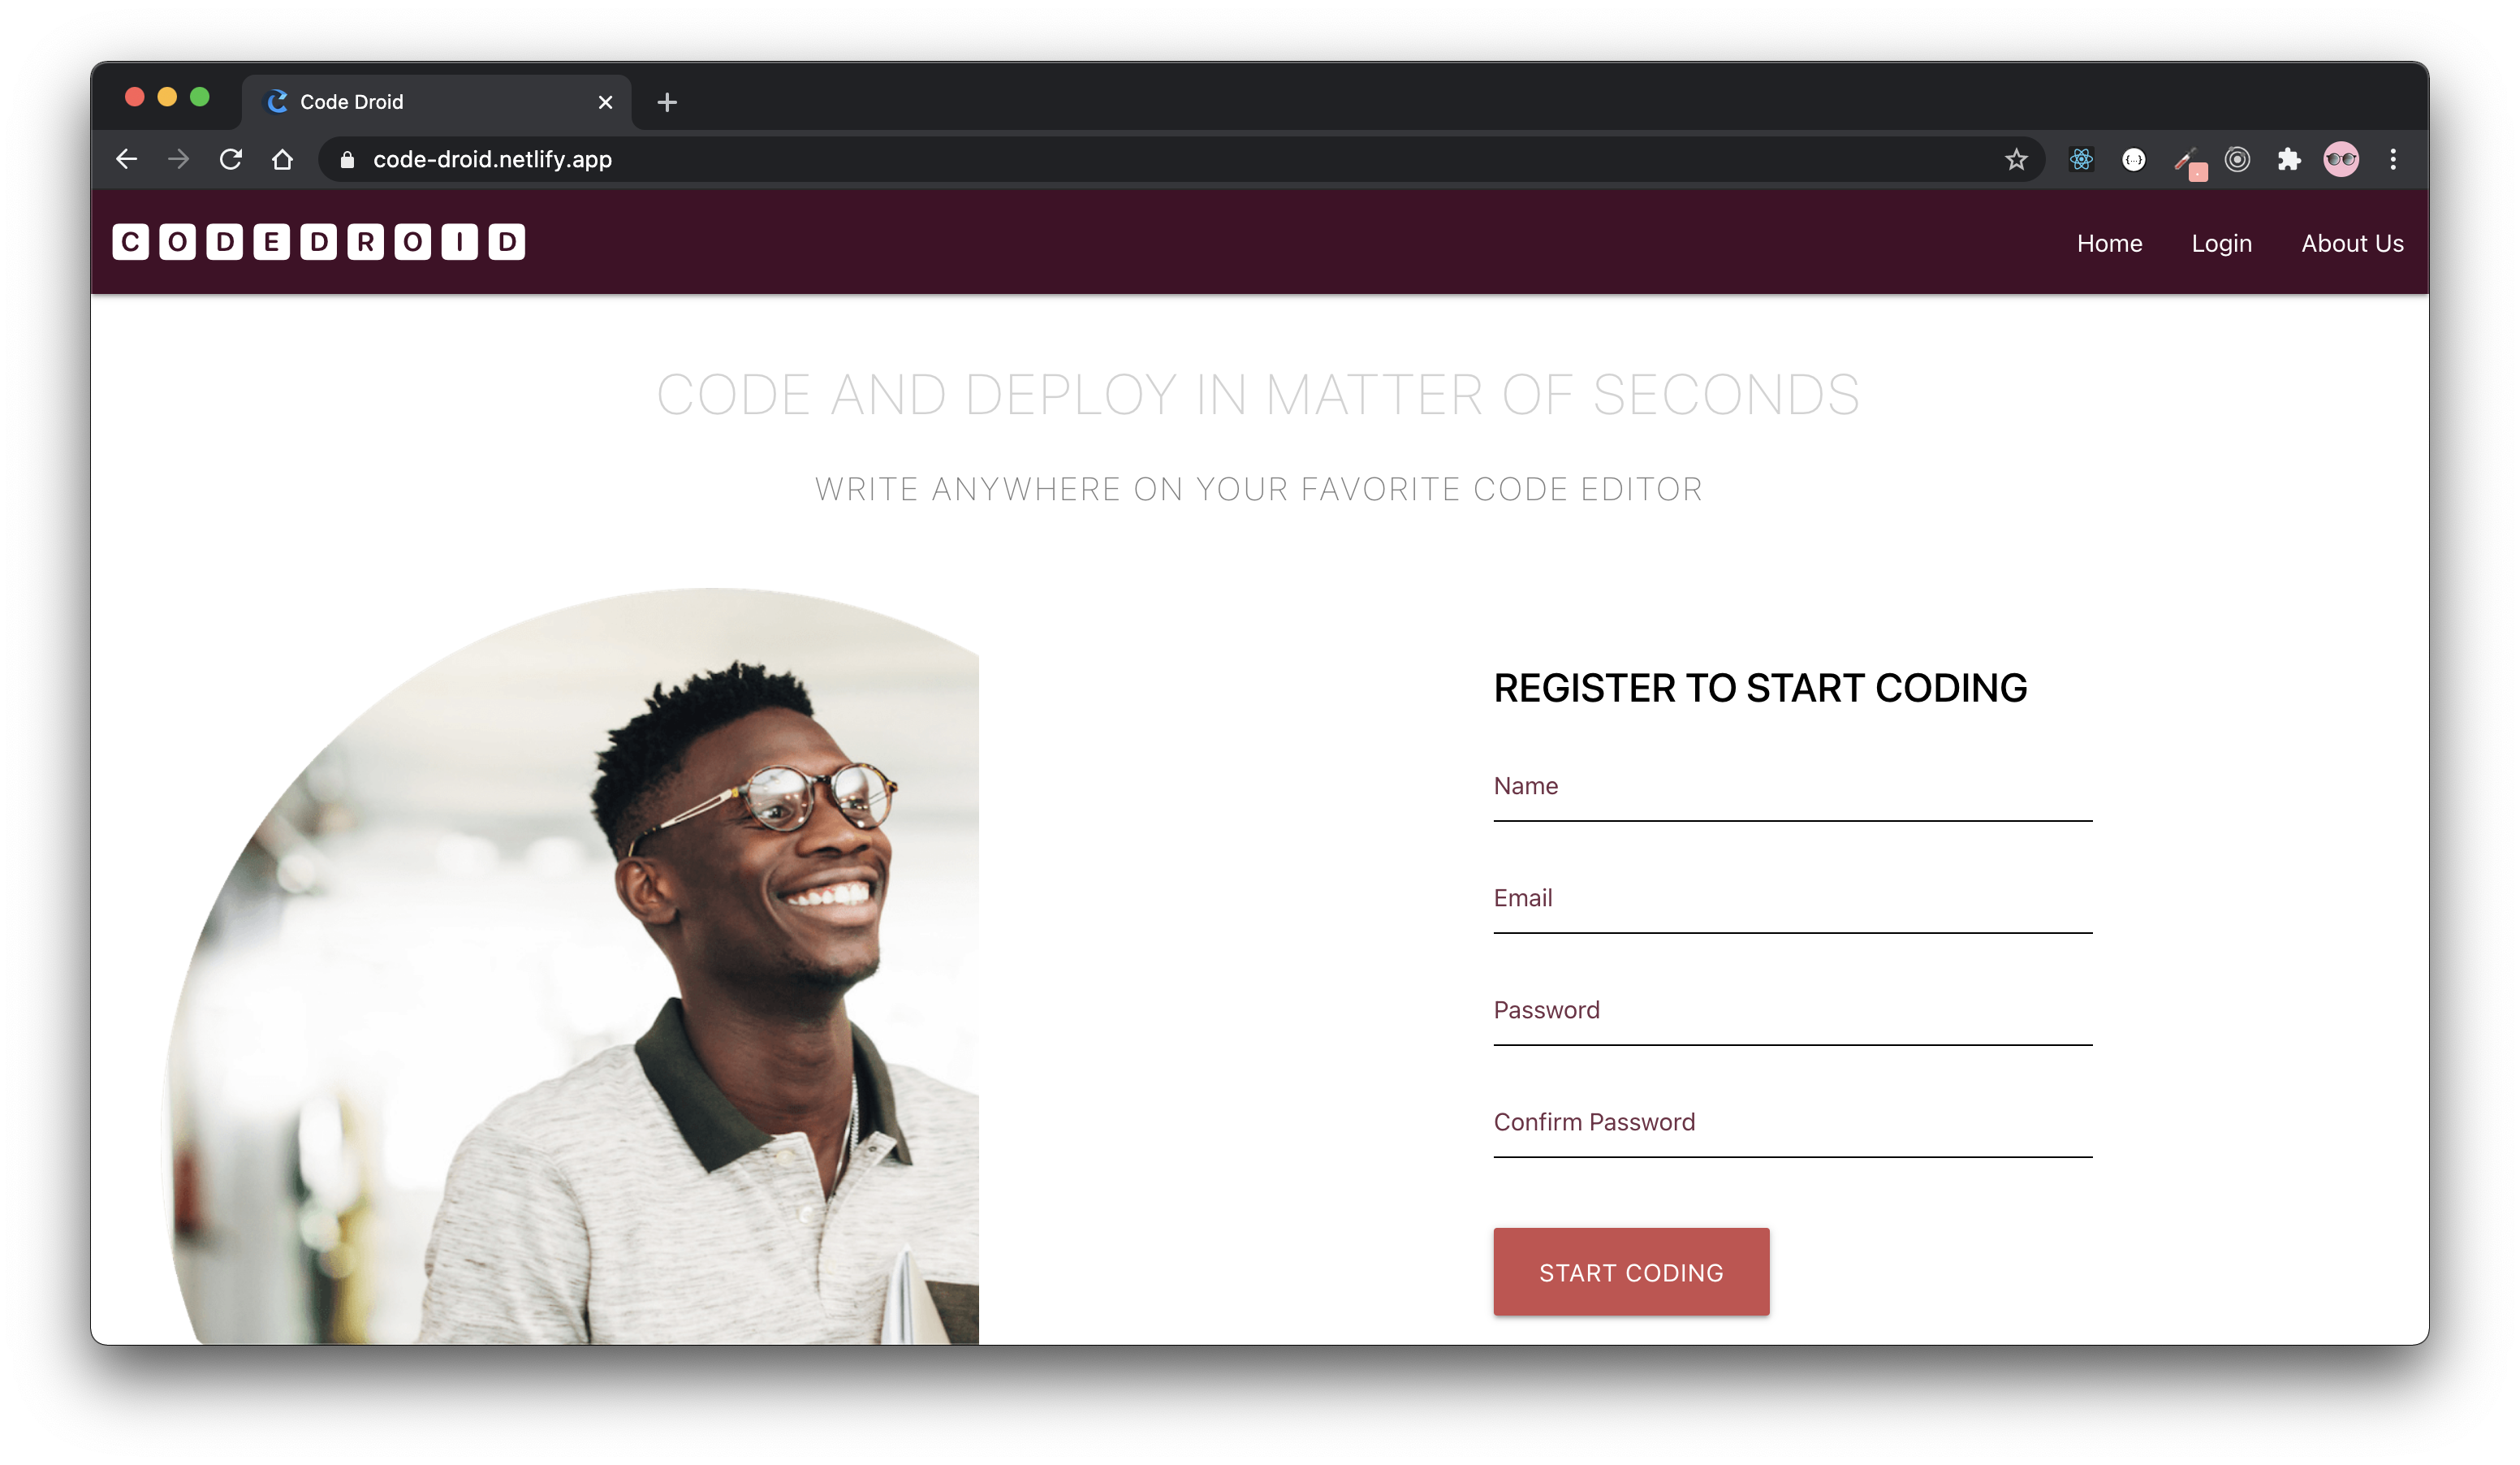 Code Droid
code-droid.netlify.app
CODEDROID
Home Login About Us
CODE AND DEPLOY IN MATTER OF SECONDS
WRITE ANYWHERE ON YOUR FAVORITE CODE EDITOR
REGISTER TO START CODING
Name
Email
Password
Confirm Password
START CODING